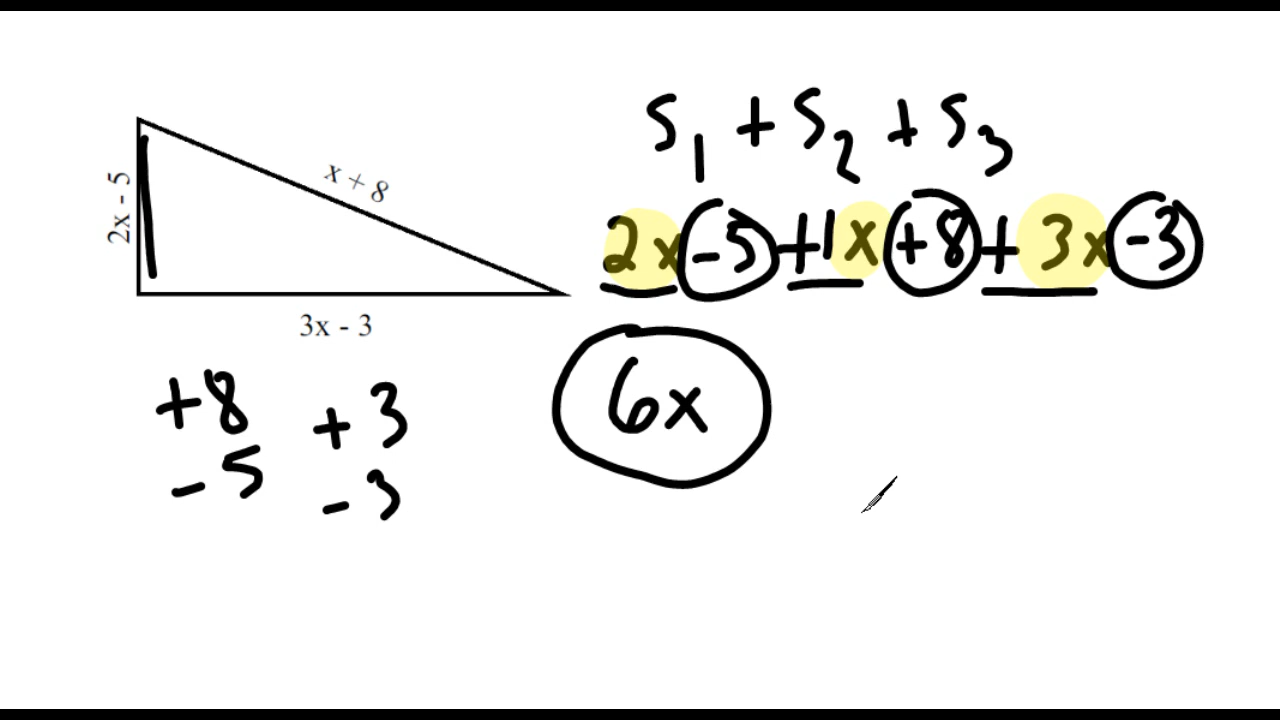 2x - 5
x + 8
3x - 3
S1 + S2 + S3
2x -5 +1x +8 + 3x -3
6x
+8 + 3
-5 - 3